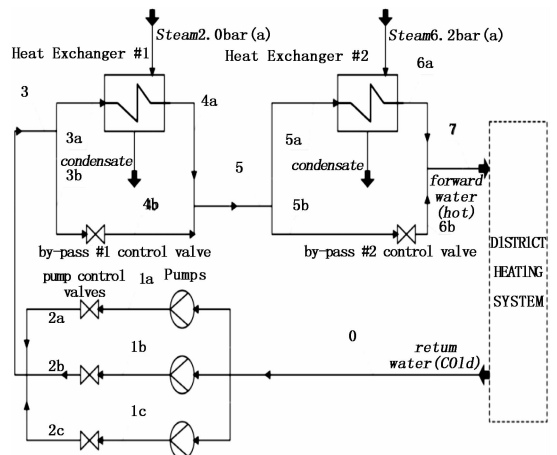 Steam2.0bar(a)
Steam6.2bar(a)
Heat Exchanger #1
Heat Exchanger #2
6a
3
4a
7
3a
5a
condensate
3b
5
condensate
forward
water
(hot)
4b
5b
6b
by-pass #1 control valve
by-pass #2 control valve
DISTRICT
HEATING
SYSTEM
pump control
valves
1a
Pumps
2a
0
1b
2b
retum
water(COld)
1c
2c